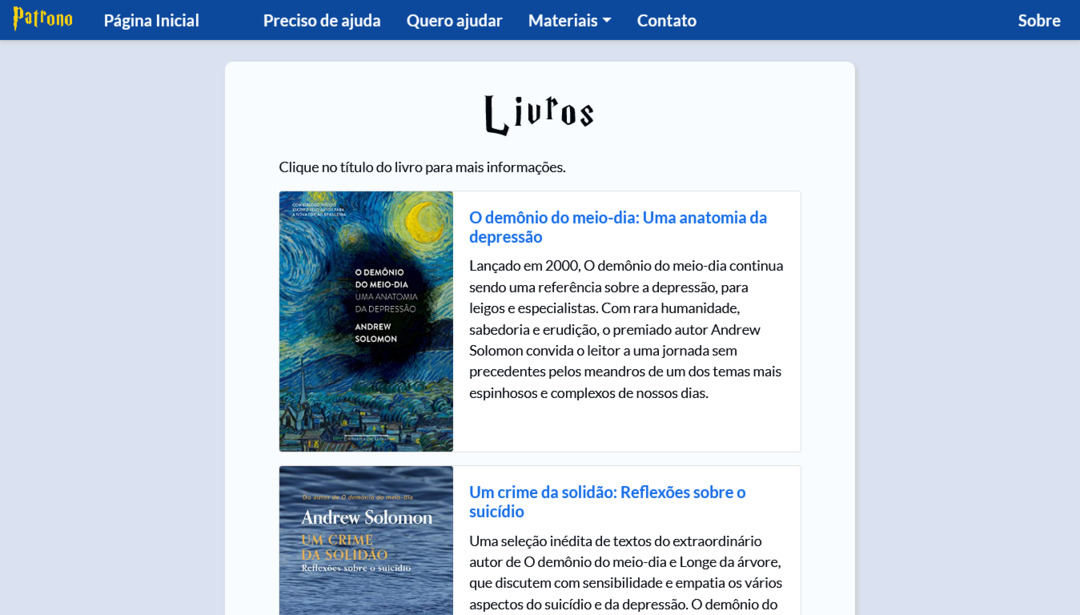 Patrono Página Inicial Preciso de ajuda Quero ajudar Materiais Contato Sobre
Livros
Clique no título do livro para mais informações.
O DEMÔNIO
DO MEIO-DIA
UMA ANATOMIA
DA DEPRESSÃO
ANDREW
SOLOMON
O demônio do meio-dia: Uma anatomia da
depressão
Lançado em 2000, O demônio do meio-dia continua
sendo uma referência sobre a depressão, para
leigos e especialistas. Com rara humanidade,
sabedoria e erudição, o premiado autor Andrew
Solomon convida o leitor a uma jornada sem
precedentes pelos meandros de um dos temas mais
espinhosos e complexos de nossos dias.
Do autor de O demônio do meio-dia
Andrew Solomon
UM CRIME
DA SOLIDÃO
Reflexões sobre o suicídio
Um crime da solidão: Reflexões sobre o
suicídio
Uma seleção inédita de textos do extraordinário
autor de O demônio do meio-dia e Longe da árvore,
que discutem com sensibilidade e empatia os vários
aspectos do suicídio e da depressão. O demônio do